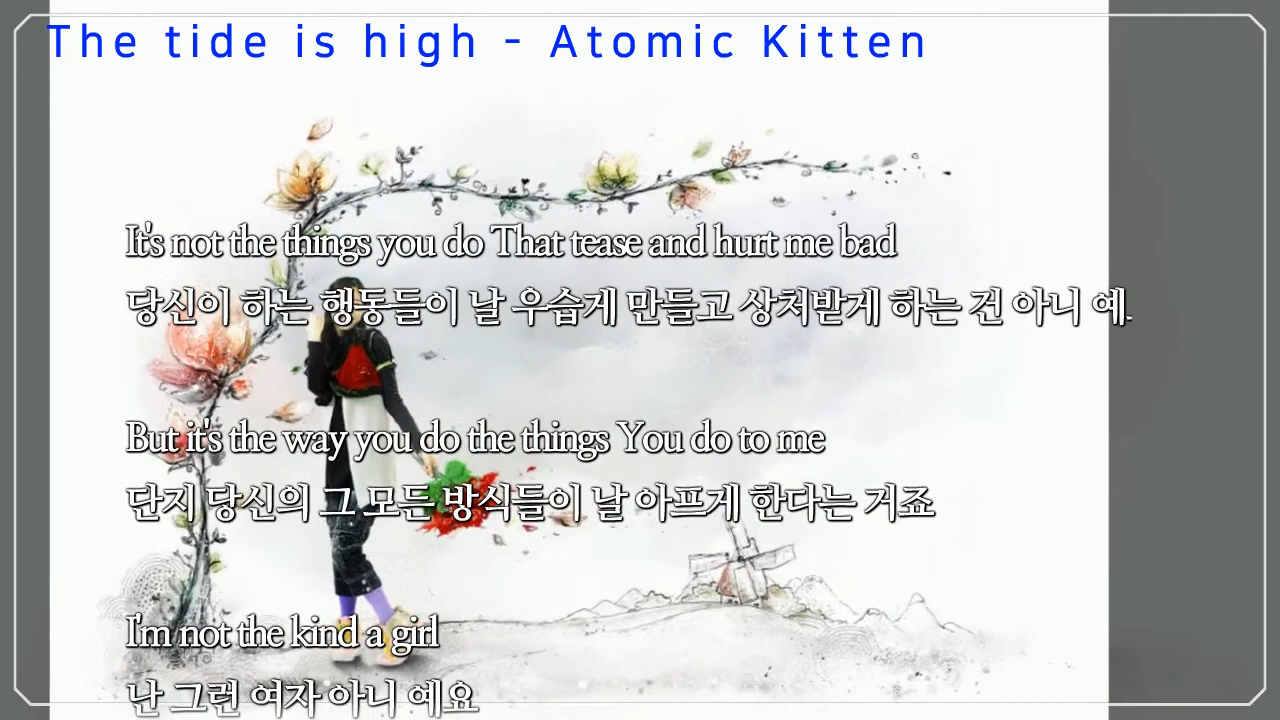 The tide is high - Atomic Kitten
It's not the things you do That tease and hurt me bad
당신이 하는 행동들이 날 우습게 만들고 상처받게 하는 건 아니 예.
But it's the way you do the things You do to me
단지 당신의 그 모든 방식들이 날 아프게 한다는 거죠
I'm not the kind a girl
난 그런 여자 아니 예요